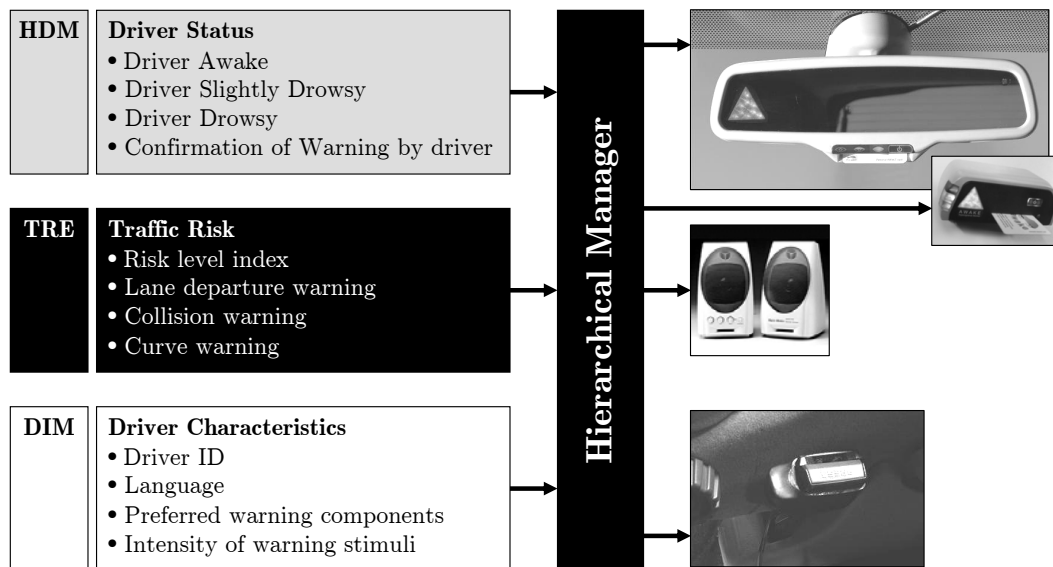 HDM
Driver Status
• Driver Awake
• Driver Slightly Drowsy
• Driver Drowsy
• Confirmation of Warning by driver
TRE
Traffic Risk
• Risk level index
• Lane departure warning
• Collision warning
• Curve warning
DIM
Driver Characteristics
• Driver ID
• Language
• Preferred warning components
• Intensity of warning stimuli
Hierarchical Manager
AWAKE